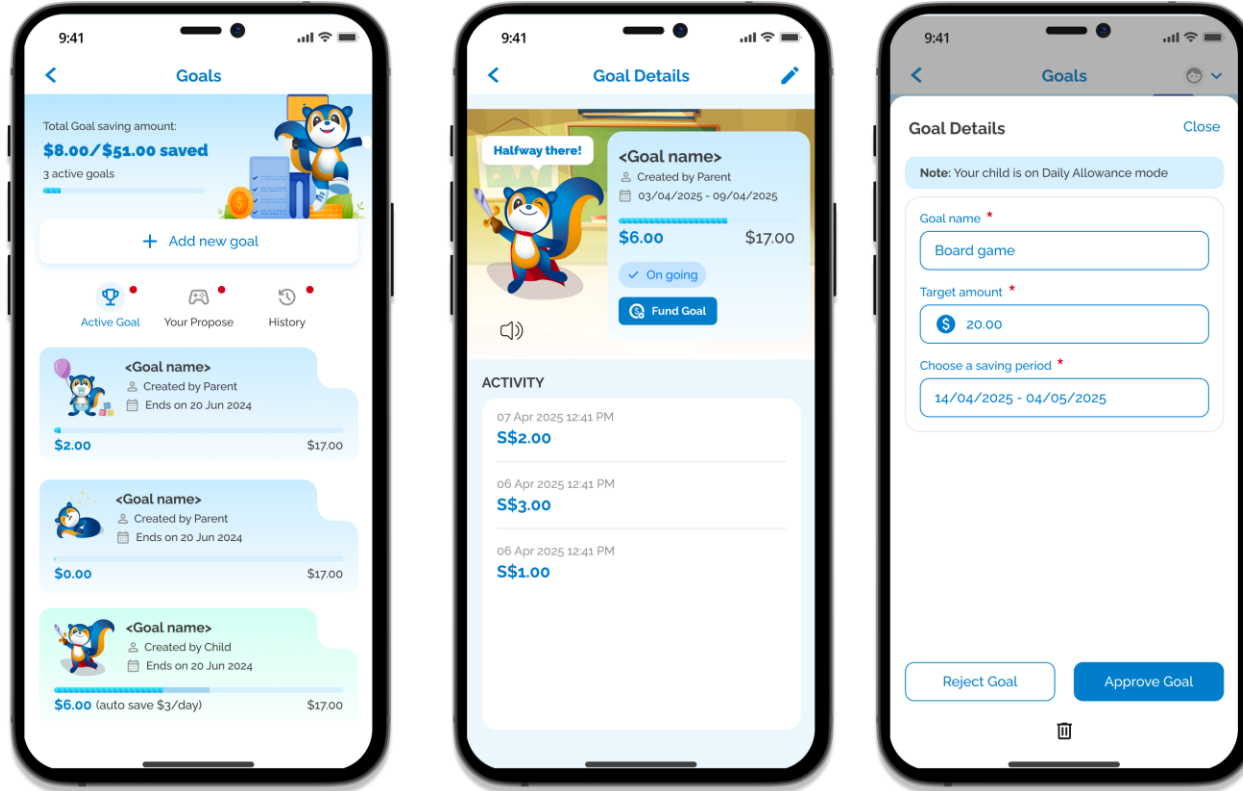 9:41
Goals
Total Goal saving amount:
$8.00/$51.00 saved
3 active goals
+ Add new goal
Active Goal
Your Propose
History
<Goal name>
Created by Parent
Ends on 20 Jun 2024
$2.00
$17.00
<Goal name>
Created by Parent
Ends on 20 Jun 2024
$0.00
$17.00
<Goal name>
Created by Child
Ends on 20 Jun 2024
$6.00 (auto save $3/day)
$17.00
9:41
Goal Details
Halfway there!
<Goal name>
Created by Parent
03/04/2025 - 09/04/2025
$6.00
$17.00
On going
Fund Goal
ACTIVITY
07 Apr 2025 12:41 PM
S$2.00
06 Apr 2025 12:41 PM
S$3.00
06 Apr 2025 12:41 PM
S$1.00
9:41
Goals
Goal Details
Close
Note: Your child is on Daily Allowance mode
Goal name *
Board game
Target amount *
$ 20.00
Choose a saving period *
14/04/2025 - 04/05/2025
Reject Goal
Approve Goal